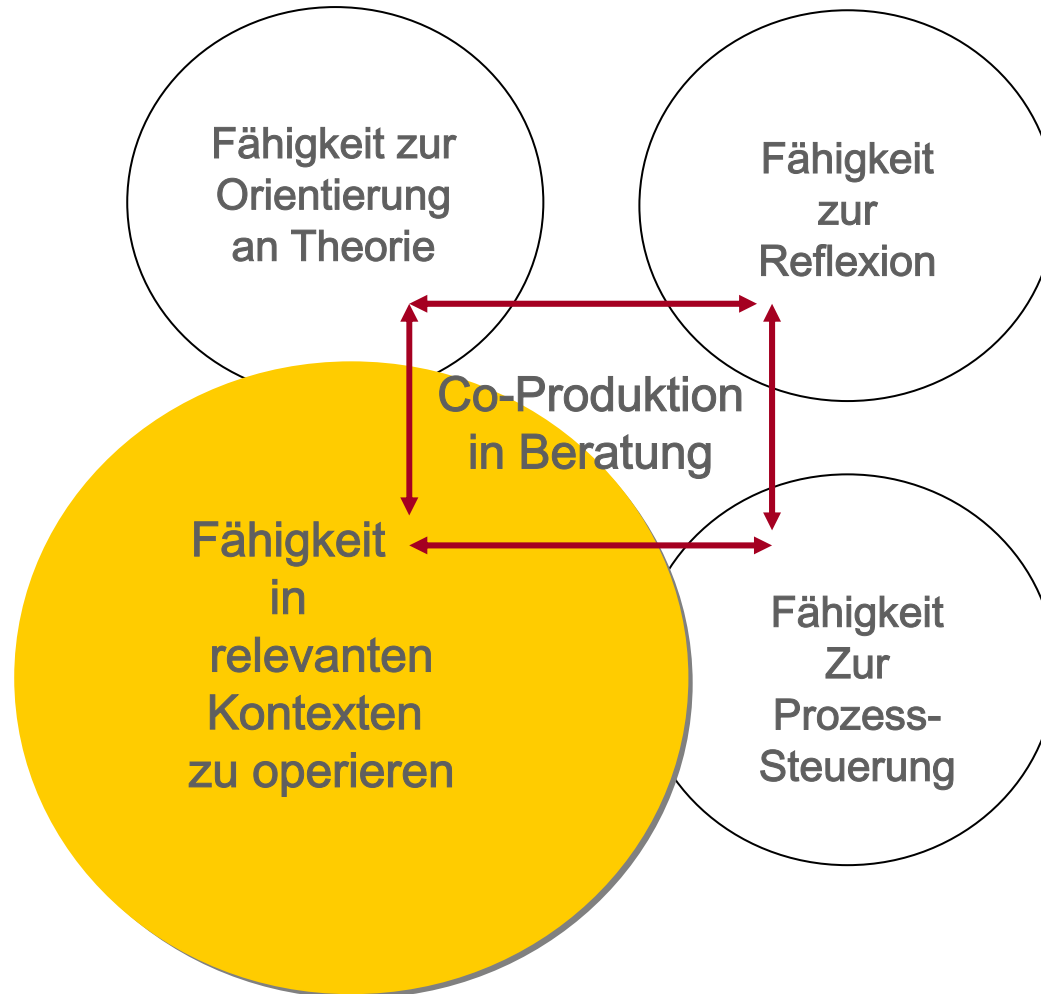 Fähigkeit zur
Orientierung
an Theorie
Fähigkeit
zur
Reflexion
Co-Produktion
in Beratung
Fähigkeit
in
relevanten
Kontexten
zu operieren
Fähigkeit
Zur
Prozess-
Steuerung